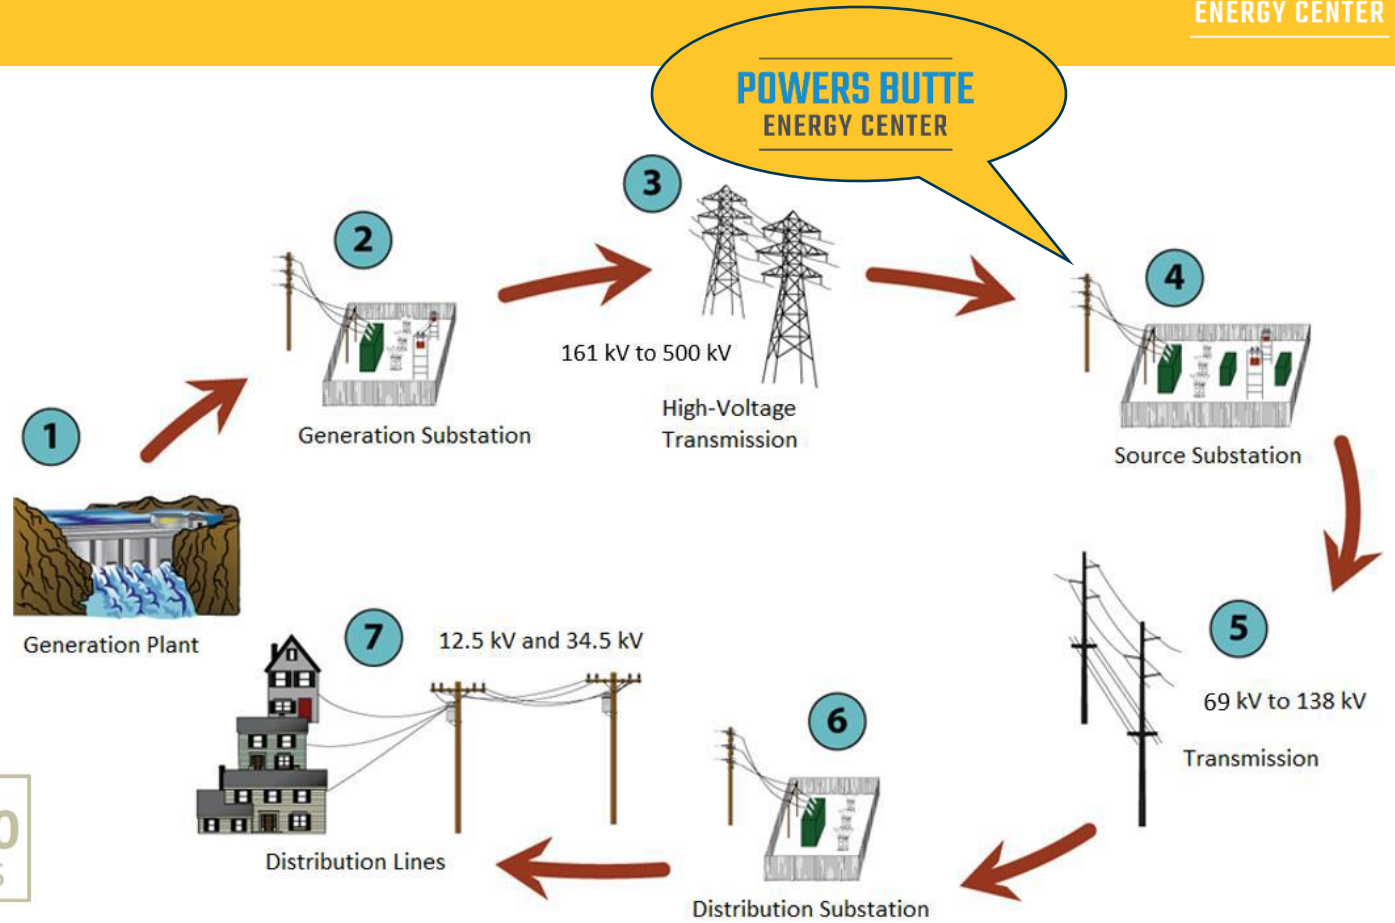 ENERGY CENTER
POWERS BUTTE
ENERGY CENTER
1
Generation Plant
2
Generation Substation
3
161 kV to 500 kV
High-Voltage
Transmission
4
Source Substation
5
69 kV to 138 kV
Transmission
6
Distribution Substation
7
12.5 kV and 34.5 kV
Distribution Lines
0
S